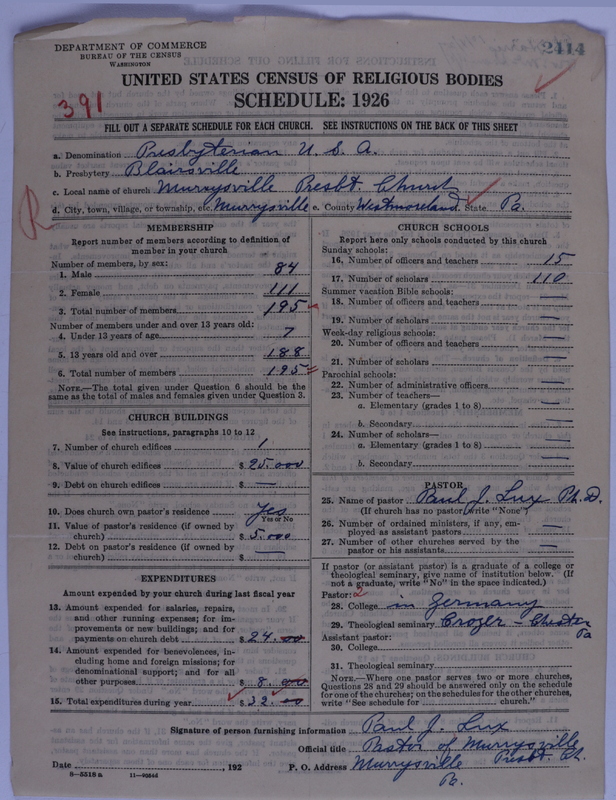 DEPARTMENT OF COMMERCE
BUREAU OF THE CENSUS
WASHINGTON
2414
UNITED STATES CENSUS OF RELIGIOUS BODIES
391
SCHEDULE: 1926
FILL OUT A SEPARATE SCHEDULE FOR EACH CHURCH. SEE INSTRUCTIONS ON THE BACK OF THIS SHEET
a. Denomination Presbyterian U. S. A.
b. Presbytery Blairsville
c. Local name of church Murrysville Presbt. Church
d. City, town, village, or township, etc. Murrysville e. County Westmoreland State Pa.
R
MEMBERSHIP
Report number of members according to definition of
member in your church
Number of members, by sex:
1. Male 84
2. Female 111
3. Total number of members 195
Number of members under and over 13 years old:
4. Under 13 years of age 7
5. 13 years old and over 188
6. Total number of members 195
NOTE.—The total given under Question 6 should be the
same as the total of males and females given under Question 3.
CHURCH BUILDINGS
See instructions, paragraphs 10 to 12
7. Number of church edifices 1
8. Value of church edifices $ 25.000
9. Debt on church edifices $ —
10. Does church own pastor's residence Yes
Yes or No
11. Value of pastor's residence (if owned by
church) $ 5.000
12. Debt on pastor's residence (if owned by
church) $ —
EXPENDITURES
Amount expended by your church during last fiscal year
13. Amount expended for salaries, repairs,
and other running expenses; for im-
provements or new buildings; and for
payments on church debt $ 24.00
14. Amount expended for benevolences, in-
cluding home and foreign missions; for
denominational support; and for all
other purposes $ 8.00
15. Total expenditures during year $ 32.00
CHURCH SCHOOLS
Report here only schools conducted by this church
Sunday schools:
16. Number of officers and teachers 15
17. Number of scholars 110
Summer vacation Bible schools:
18. Number of officers and teachers —
19. Number of scholars —
Week-day religious schools:
20. Number of officers and teachers —
21. Number of scholars —
Parochial schools:
22. Number of administrative officers —
23. Number of teachers—
a. Elementary (grades 1 to 8) —
b. Secondary —
24. Number of scholars—
a. Elementary (grades 1 to 8) —
b. Secondary —
PASTOR
25. Name of pastor Paul J. Lux Ph. D.
(If church has no pastor, write "None")
26. Number of ordained ministers, if any, em-
ployed as assistant pastors —
27. Number of other churches served by the
pastor or his assistants —
If pastor (or assistant pastor) is a graduate of a college or
theological seminary, give name of institution below. (If
not a graduate, write "No" in the space indicated.)
Pastor: 2
28. College in Germany
29. Theological seminary Crozer - Chester
Pa
Assistant pastor:
30. College
31. Theological seminary
NOTE.—Where one pastor serves two or more churches,
Questions 28 and 29 should be answered only on the schedule
for one of the churches; on the schedules for the other churches,
write "See schedule for church."
Signature of person furnishing information Paul J. Lux
Official title Pastor of Murrysville
Presbt. Ch.
Date , 192 P. O. Address Murrysville
Pa.
8—5518 a 11—92546